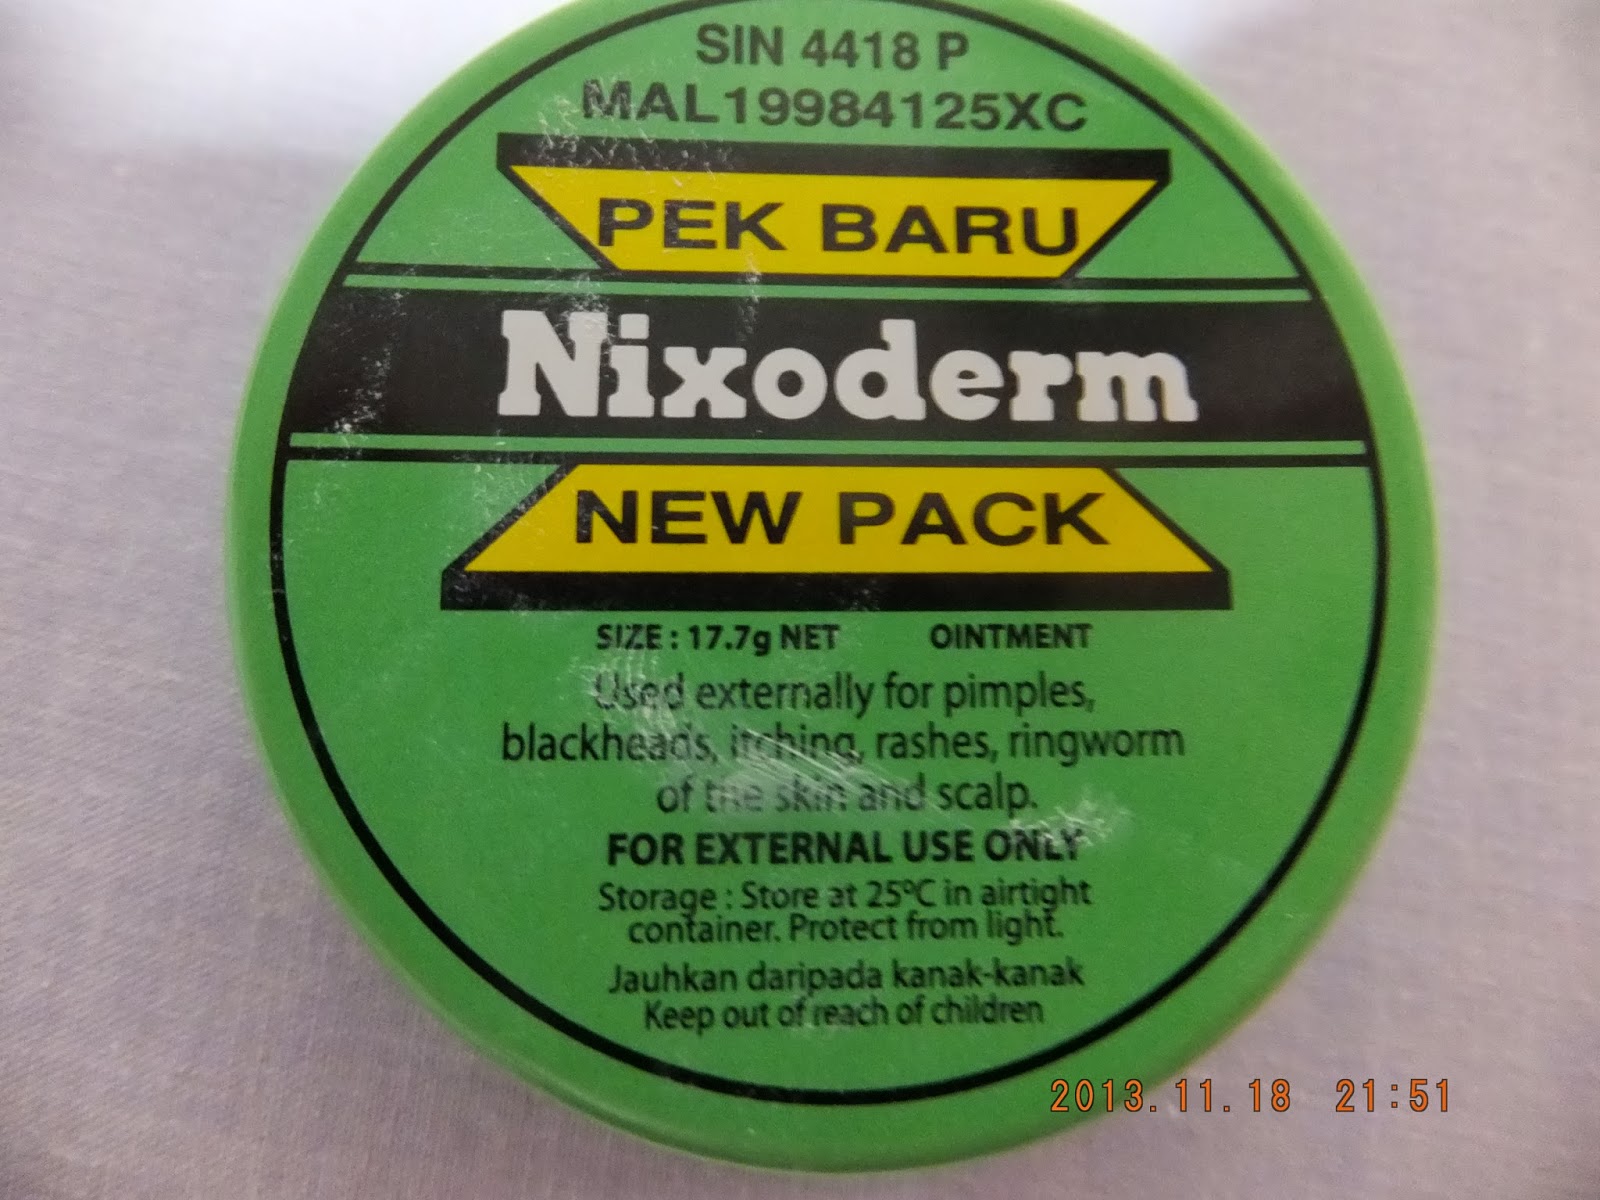 SIN 4418 P
MAL19984125XC
PEK BARU
Nixoderm
NEW PACK
SIZE : 17.7g NET OINTMENT
Used externally for pimples,
blackheads, itching, rashes, ringworm
of the skin and scalp.
FOR EXTERNAL USE ONLY
Storage : Store at 25ºC in airtight
container. Protect from light.
Jauhkan daripada kanak-kanak
Keep out of reach of children
2013.11.18 21:51